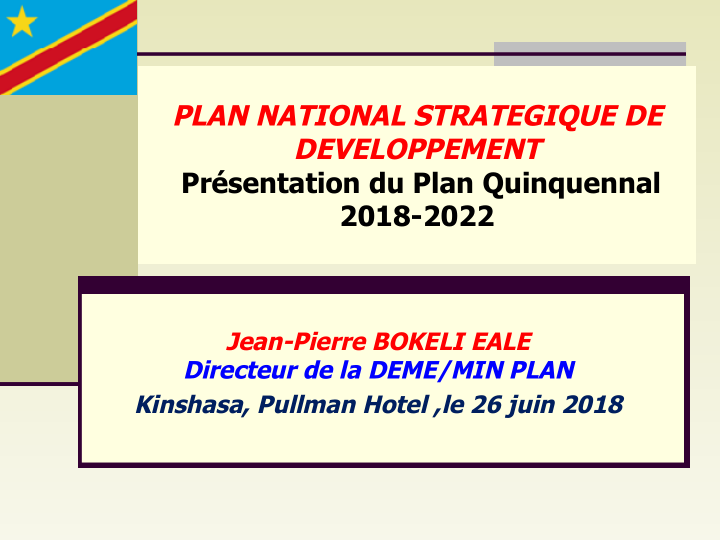 PLAN NATIONAL STRATEGIQUE DE
DEVELOPPEMENT
Présentation du Plan Quinquennal
2018-2022
Jean-Pierre BOKELI EALE
Directeur de la DEME/MIN PLAN
Kinshasa, Pullman Hotel ,le 26 juin 2018